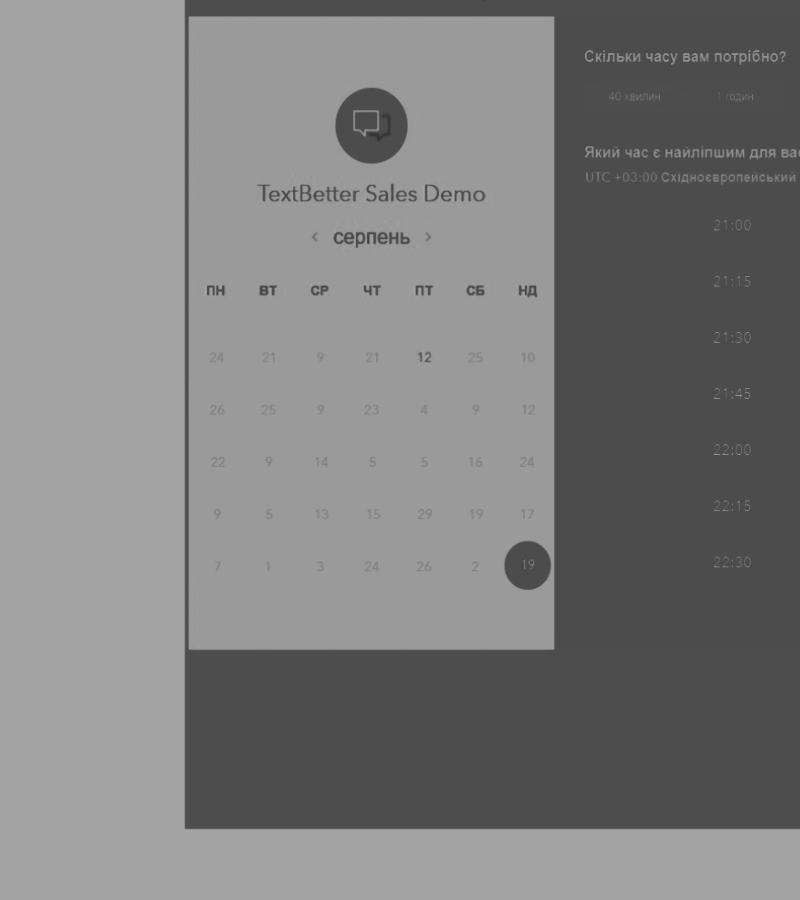 TextBetter Sales Demo
‹ серпень ›
ПН ВТ СР ЧТ ПТ СБ НД
24 21 9 21 12 25 10
26 25 9 23 4 9 12
22 9 14 5 5 16 24
9 5 13 15 29 19 17
7 1 3 24 26 2 19
Скільки часу вам потрібно?
40 хвилин 1 годин
Який час є найліпшим для вас
UTC +03:00 Східноєвропейський
21:00
21:15
21:30
21:45
22:00
22:15
22:30